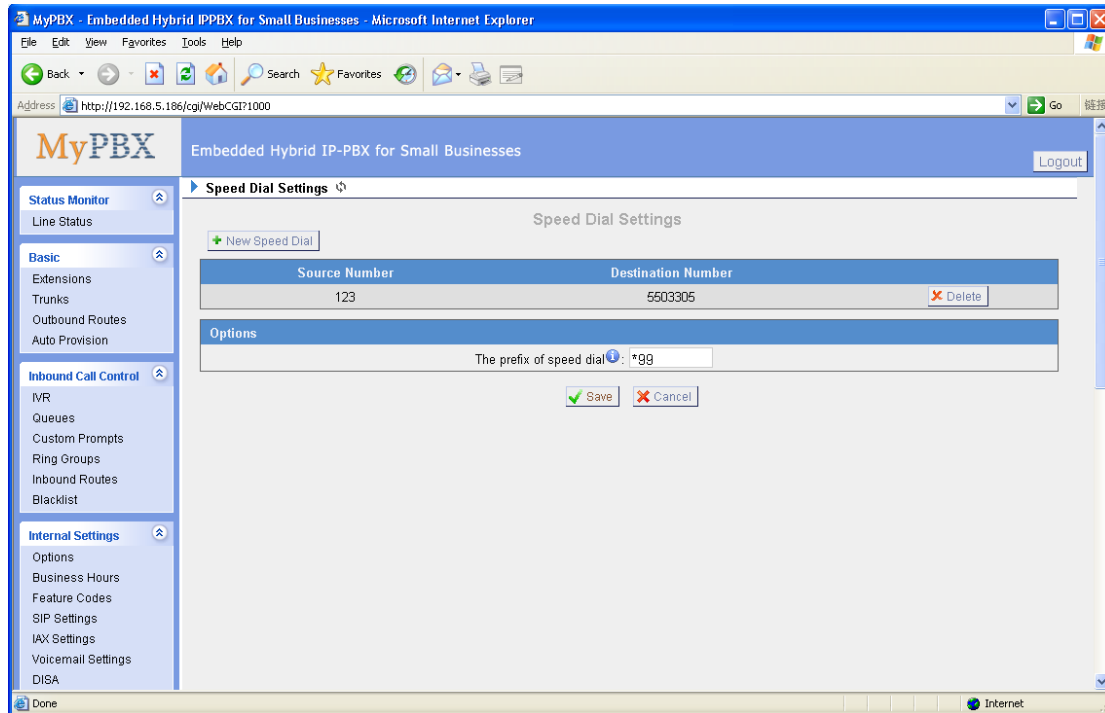 MyPBX - Embedded Hybrid IPPBX for Small Businesses - Microsoft Internet Explorer
File Edit View Favorites Tools Help
Back Search Favorites
Address http://192.168.5.186/cgi/WebCGI?1000 Go 链接
MyPBX Embedded Hybrid IP-PBX for Small Businesses
Logout
Status Monitor
Line Status
Basic
Extensions
Trunks
Outbound Routes
Auto Provision
Inbound Call Control
IVR
Queues
Custom Prompts
Ring Groups
Inbound Routes
Blacklist
Internal Settings
Options
Business Hours
Feature Codes
SIP Settings
IAX Settings
Voicemail Settings
DISA
Speed Dial Settings
Speed Dial Settings
New Speed Dial
Source Number Destination Number
123 5503305 Delete
Options
The prefix of speed dial : *99
Save Cancel
Done Internet